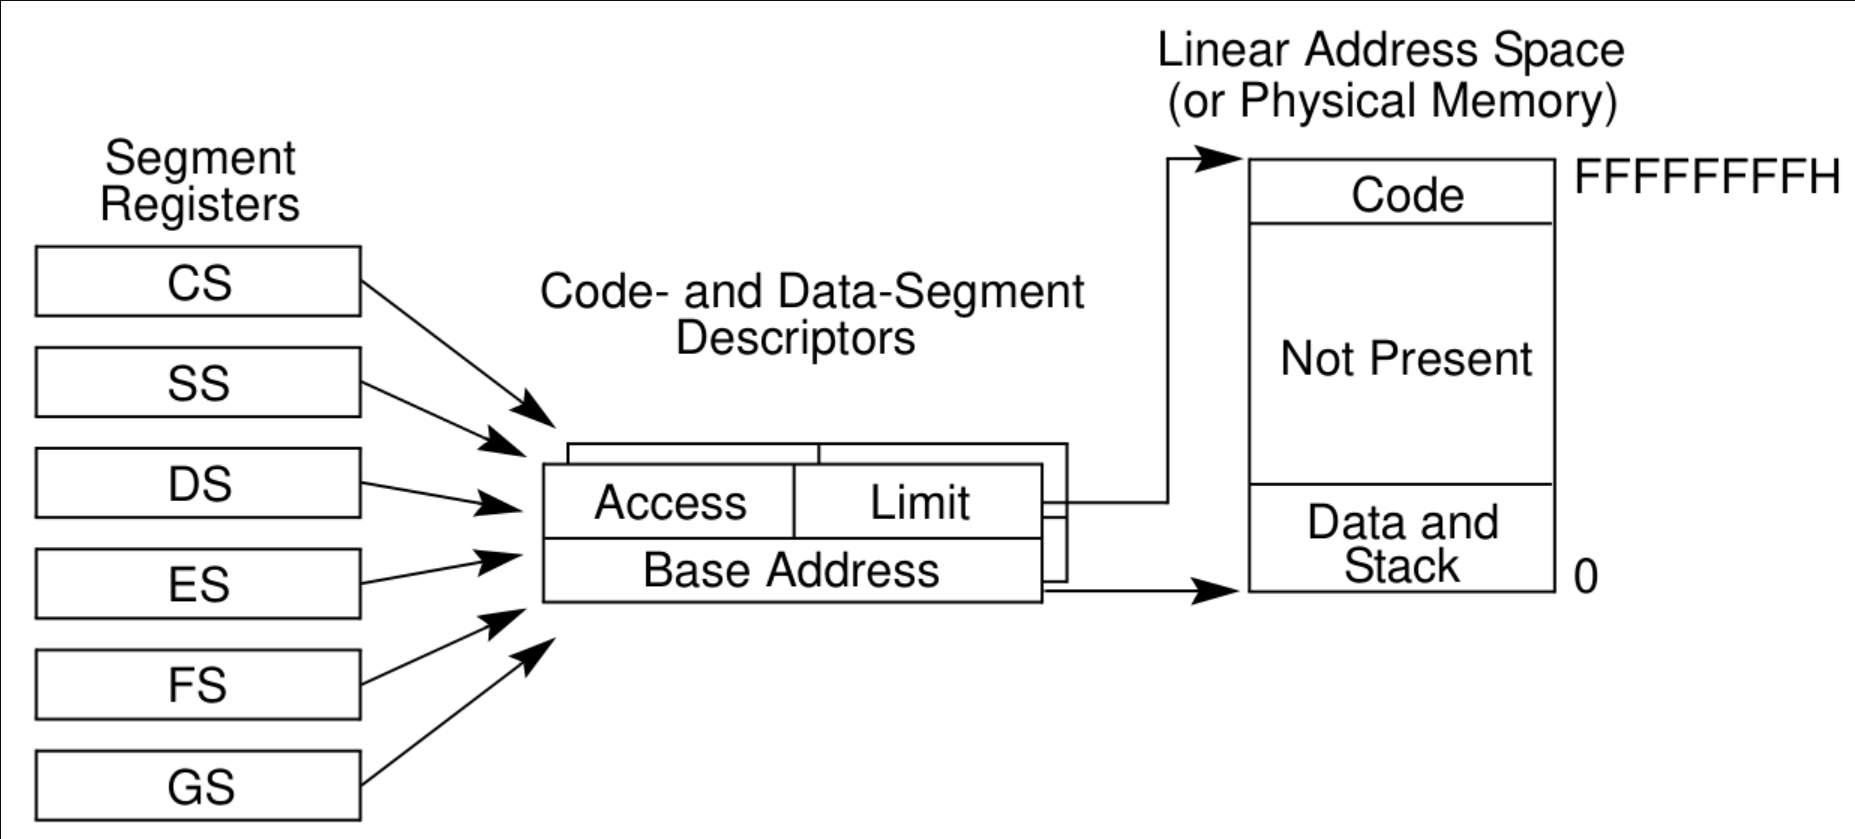 Linear Address Space
(or Physical Memory)
Segment
Registers
CS
SS
DS
ES
FS
GS
Code- and Data-Segment
Descriptors
Access
Limit
Base Address
Code
FFFFFFFFH
Not Present
Data and
Stack
0